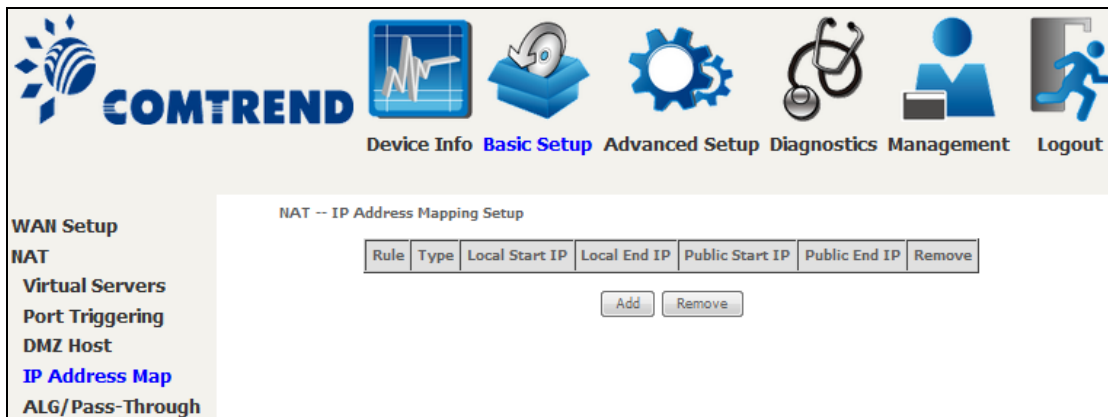 COMTREND
Device Info Basic Setup Advanced Setup Diagnostics Management Logout
WAN Setup
NAT
Virtual Servers
Port Triggering
DMZ Host
IP Address Map
ALG/Pass-Through
NAT -- IP Address Mapping Setup
Rule Type Local Start IP Local End IP Public Start IP Public End IP Remove
Add Remove